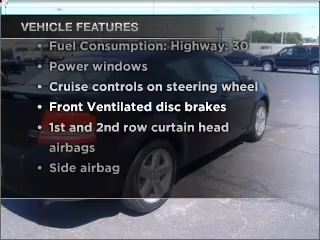 VEHICLE FEATURES
• Fuel Consumption: Highway: 30
• Power windows
• Cruise controls on steering wheel
• Front Ventilated disc brakes
• 1st and 2nd row curtain head
airbags
• Side airbag